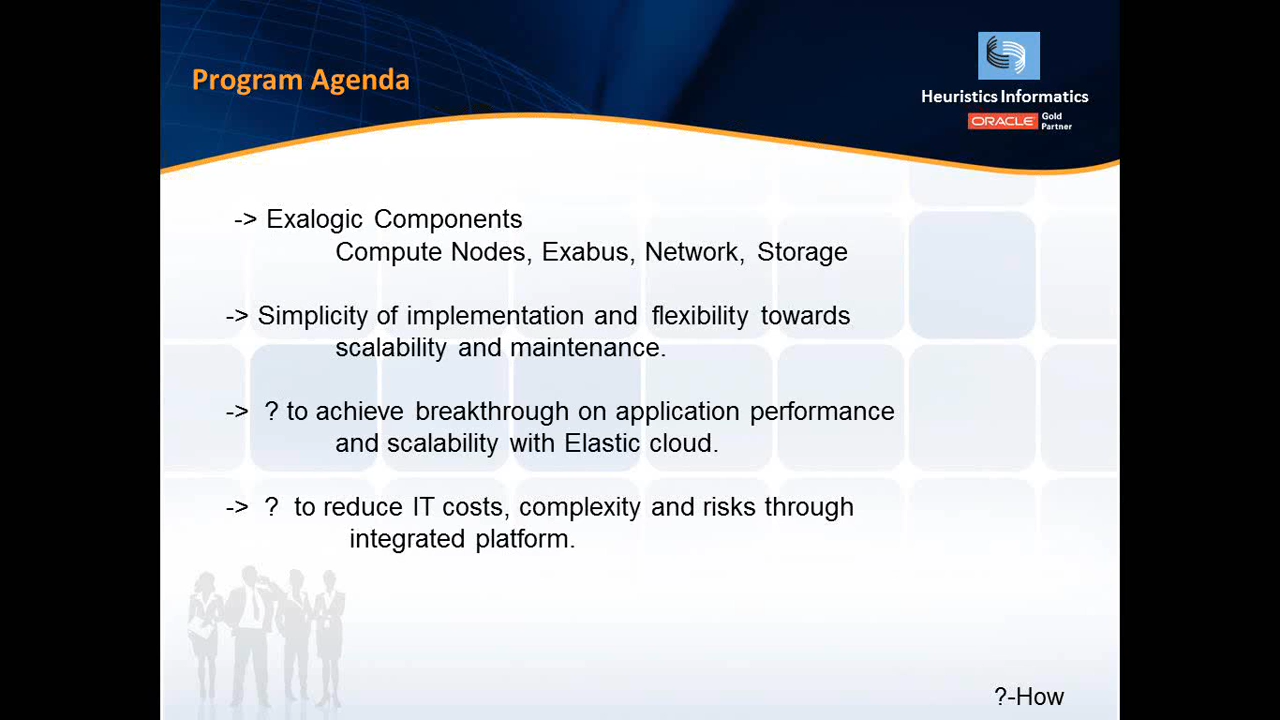 Program Agenda
Heuristics Informatics
ORACLE Gold
Partner
-> Exalogic Components
Compute Nodes, Exabus, Network, Storage
-> Simplicity of implementation and flexibility towards
scalability and maintenance.
-> ? to achieve breakthrough on application performance
and scalability with Elastic cloud.
-> ? to reduce IT costs, complexity and risks through
integrated platform.
?-How